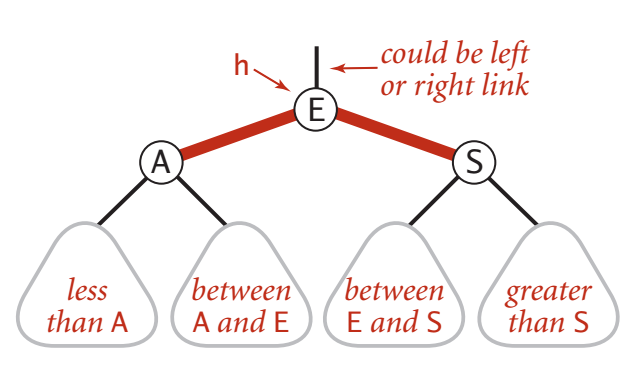 could be left
or right link
h
E
A
S
less
than A
between
A and E
between
E and S
greater
than S